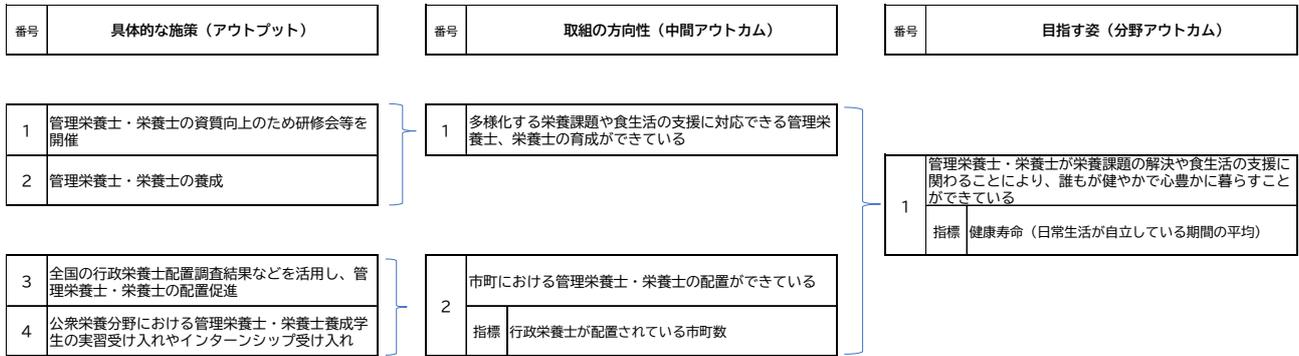 番号 具体的な施策（アウトプット）
番号 取組の方向性（中間アウトカム）
番号 目指す姿（分野アウトカム）
1 管理栄養士・栄養士の資質向上のため研修会等を
開催
2 管理栄養士・栄養士の養成
3 全国の行政栄養士配置調査結果などを活用し、管
理栄養士・栄養士の配置促進
4 公衆栄養分野における管理栄養士・栄養士養成学
生の実習受け入れやインターンシップ受け入れ
1 多様化する栄養課題や食生活の支援に対応できる管理栄
養士、栄養士の育成ができている
2 市町における管理栄養士・栄養士の配置ができている
指標 行政栄養士が配置されている市町数
1 管理栄養士・栄養士が栄養課題の解決や食生活の支援に
関わることにより、誰もが健やかで心豊かに暮らすこと
ができている
指標 健康寿命（日常生活が自立している期間の平均）